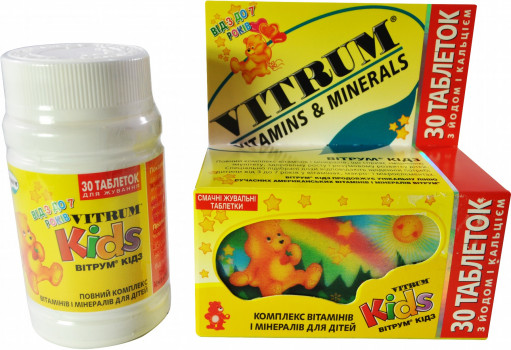 30 ТАБЛЕТОК
ДЛЯ ЖУВАННЯ
ВІД 3 ДО 7
РОКІВ
VITRUM®
Kids
ВІТРУМ® КІДЗ
ПОВНИЙ КОМПЛЕКС
ВІТАМІНІВ І МІНЕРАЛІВ ДЛЯ ДІТЕЙ
ВІД 3 ДО 7
РОКІВ
VITRUM®
VITAMINS & MINERALS
30 ТАБЛЕТОК
З ЙОДОМ І КАЛЬЦІЄМ
ВІТРУМ® КІДЗ
СМАЧНІ ЖУВАЛЬНІ
ТАБЛЕТКИ
VITRUM®
Kids
ВІТРУМ® КІДЗ
КОМПЛЕКС ВІТАМІНІВ
І МІНЕРАЛІВ ДЛЯ ДІТЕЙ
30 ТАБЛЕТОК
З ЙОДОМ І КАЛЬЦІЄМ